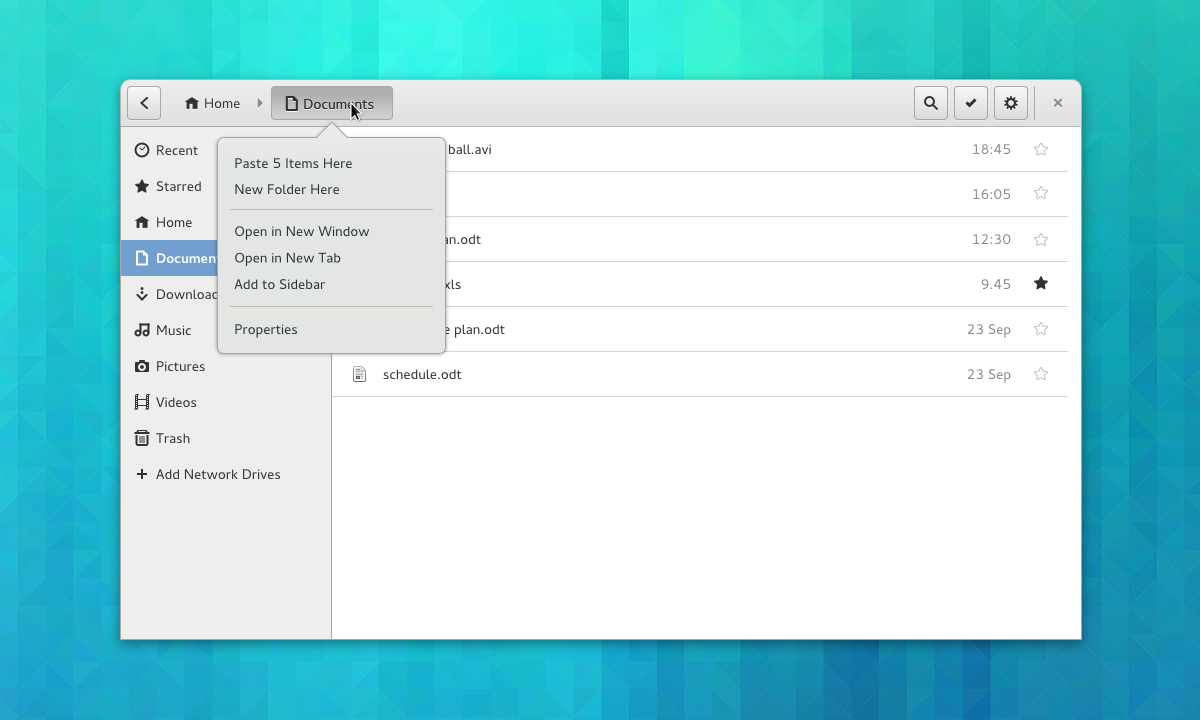 Home
Documents
Recent
Starred
Home
Documen
Download
Music
Pictures
Videos
Trash
Add Network Drives
Paste 5 Items Here
New Folder Here
Open in New Window
Open in New Tab
Add to Sidebar
Properties
ball.avi 18:45
16:05
an.odt 12:30
xls 9.45
e plan.odt 23 Sep
schedule.odt 23 Sep